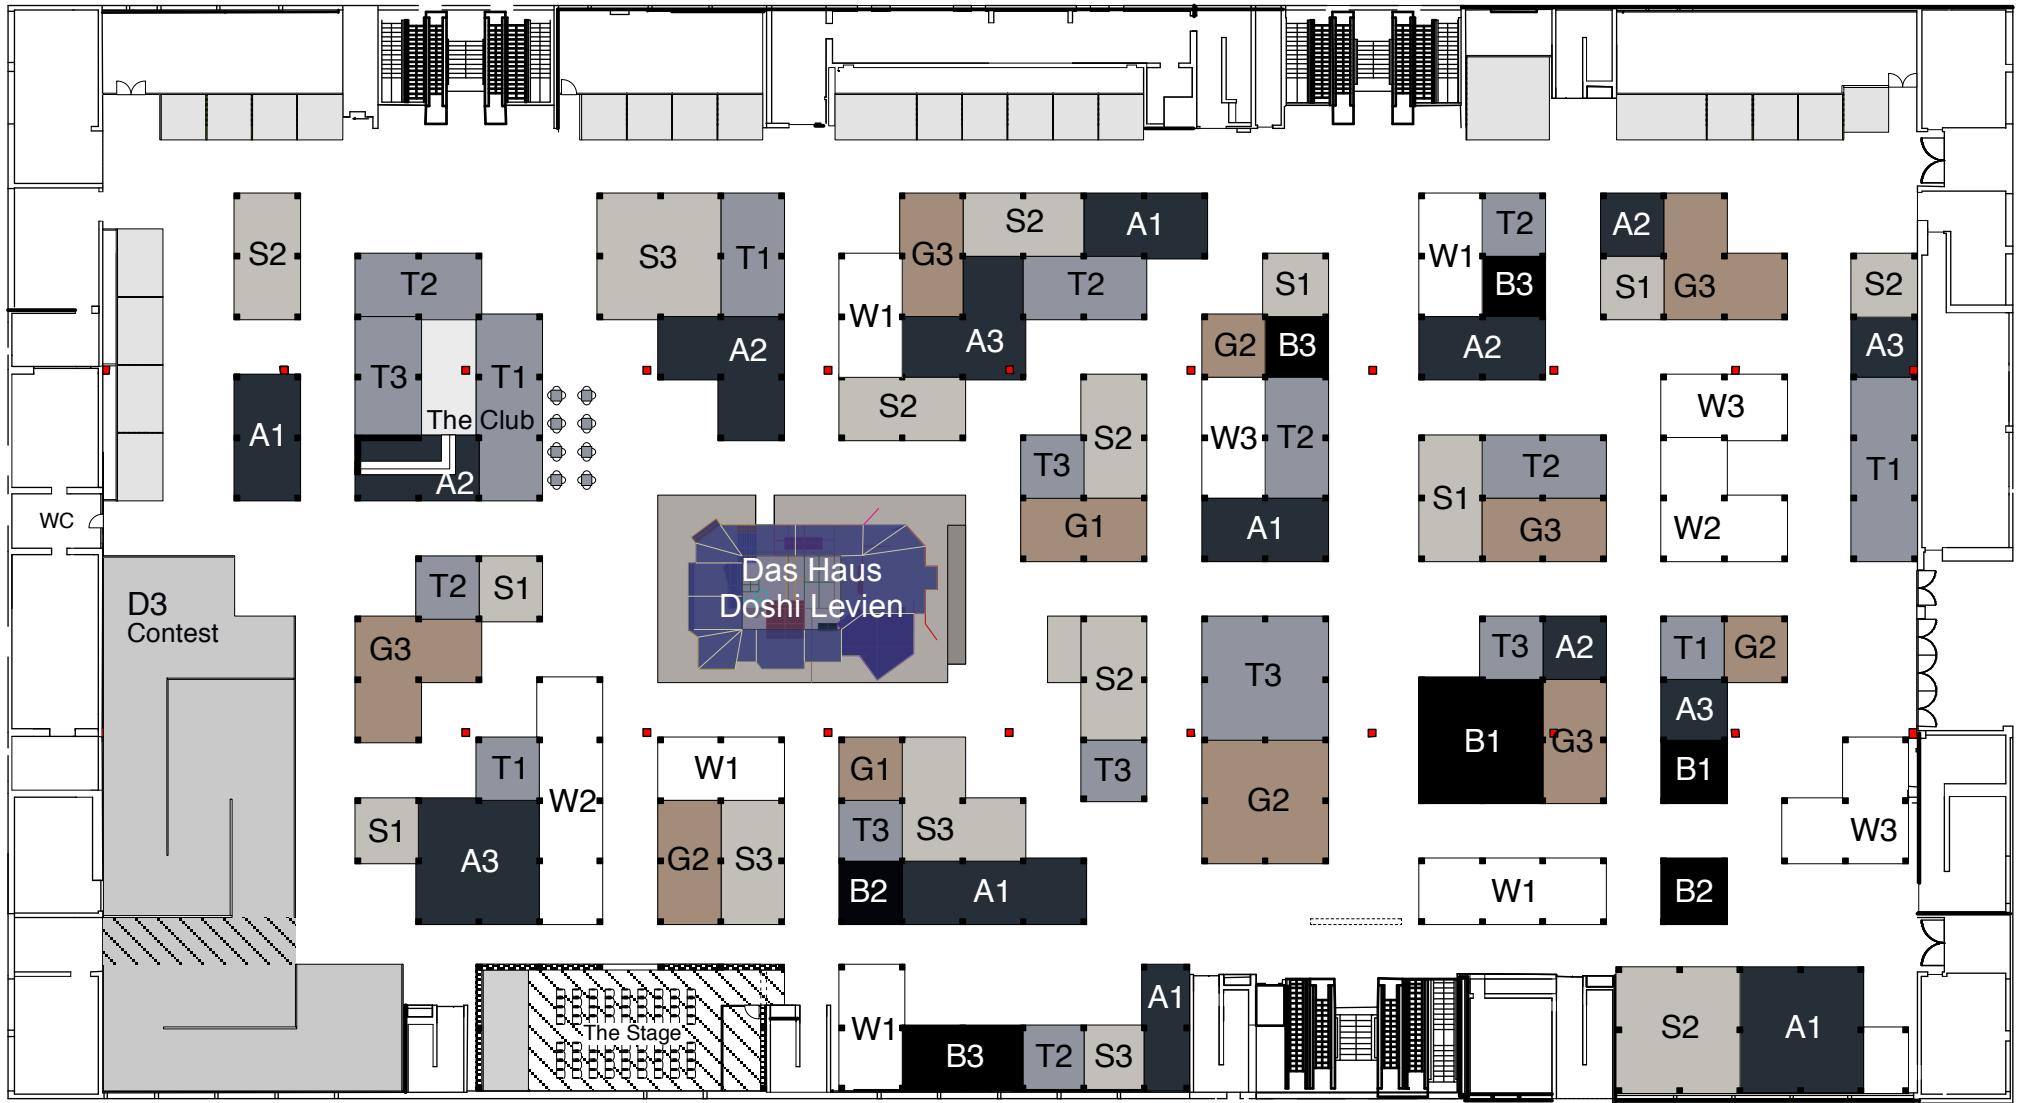 S2
S3
T1
G3
S2
A1
W1
T2
A2
G3
S1
B3
S2
T2
W1
A3
T2
S1
A3
T3
T1
A2
G2
B3
A2
W3
The Club
A1
A2
S2
S2
T3
G1
W3
T2
A1
S1
T2
G3
W2
T1
WC
D3
Contest
T2
S1
G3
Das Haus
Doshi Levien
S2
T3
T3
G2
T3
A2
B1
G3
T1
G2
A3
B1
W3
T1
W2
S1
A3
W1
G2
S3
G1
T3
S3
B2
A1
W1
B2
The Stage
W1
B3
T2
S3
A1
S2
A1